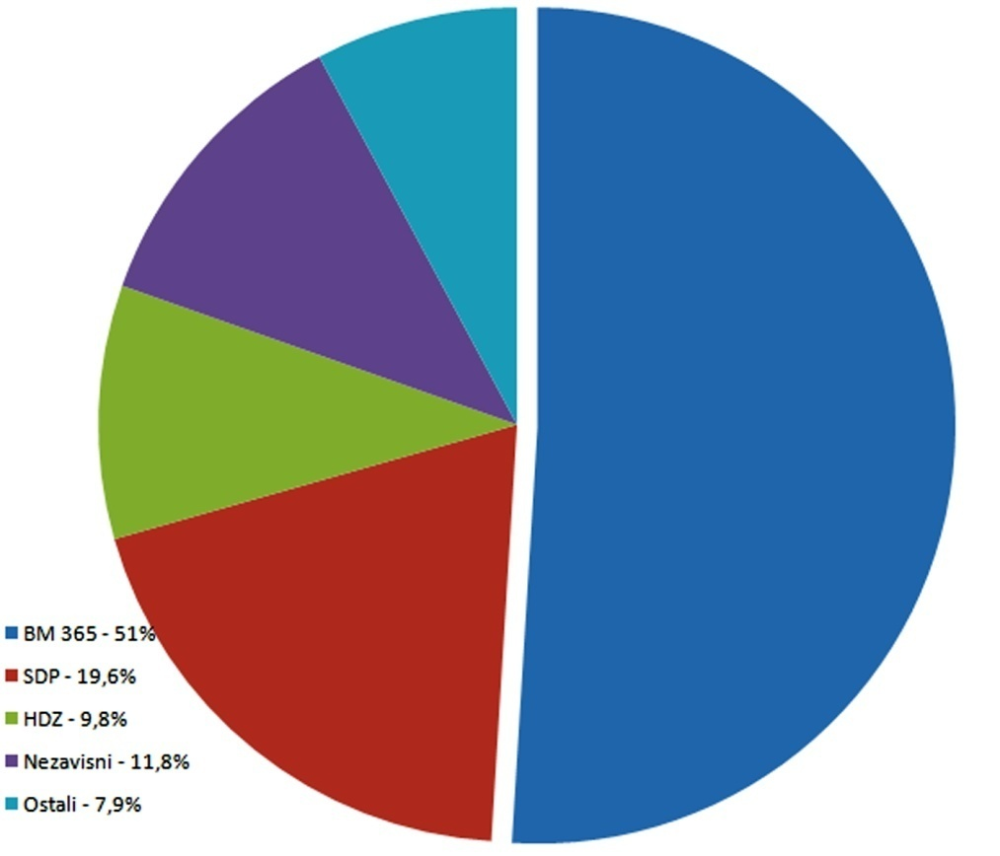 BM 365 - 51%
SDP - 19,6%
HDZ - 9,8%
Nezavisni - 11,8%
Ostali - 7,9%